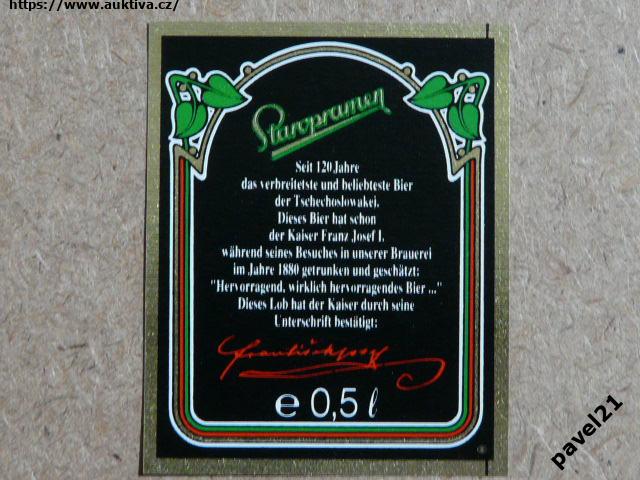 https://www.auktiva.cz/
Staropramen
Seit 120 Jahre
das verbreitetste und beliebteste Bier
der Tschechoslowakei.
Dieses Bier hat schon
der Kaiser Franz Josef I.
während seines Besuches in unserer Brauerei
im Jahre 1880 getrunken und geschätzt:
"Hervorragend, wirklich hervorragendes Bier ..."
Dieses Lob hat der Kaiser durch seine
Unterschrift bestätigt:
e 0,5 ℓ
pavel21